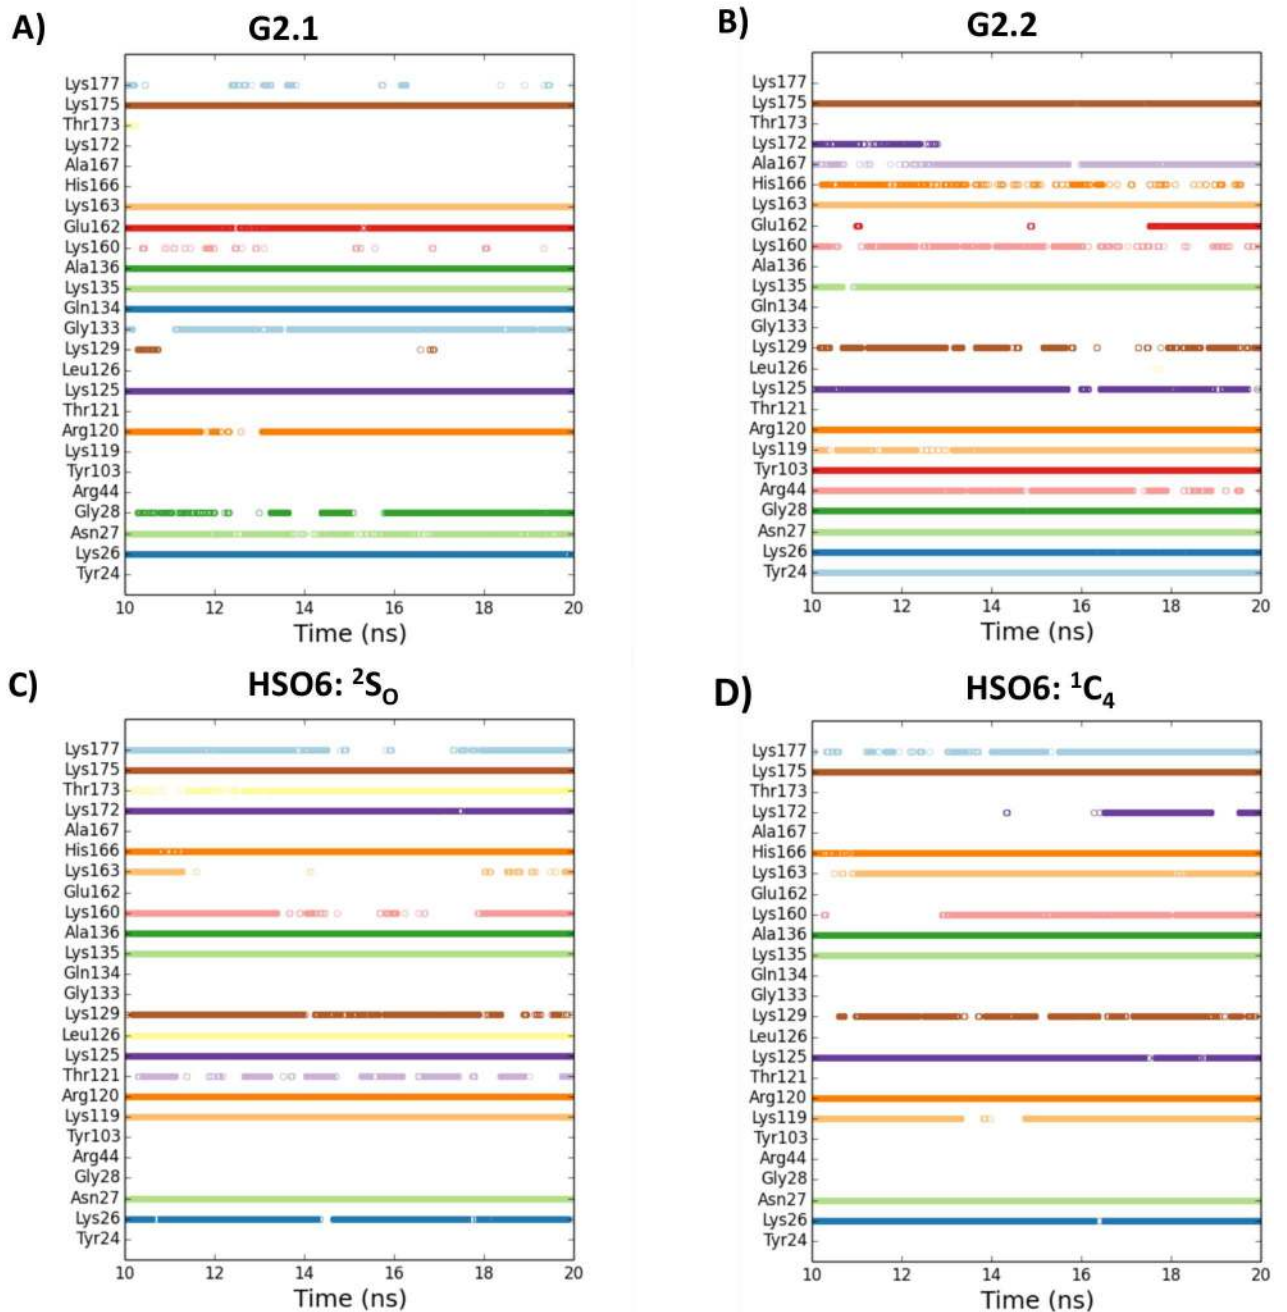 A)
G2.1
Lys177
Lys175
Thr173
Lys172
Ala167
His166
Lys163
Glu162
Lys160
Ala136
Lys135
Gln134
Gly133
Lys129
Leu126
Lys125
Thr121
Arg120
Lys119
Tyr103
Arg44
Gly28
Asn27
Lys26
Tyr24
10 12 14 16 18 20
Time (ns)
B)
G2.2
Lys177
Lys175
Thr173
Lys172
Ala167
His166
Lys163
Glu162
Lys160
Ala136
Lys135
Gln134
Gly133
Lys129
Leu126
Lys125
Thr121
Arg120
Lys119
Tyr103
Arg44
Gly28
Asn27
Lys26
Tyr24
10 12 14 16 18 20
Time (ns)
C)
HSO6: ²S_O
Lys177
Lys175
Thr173
Lys172
Ala167
His166
Lys163
Glu162
Lys160
Ala136
Lys135
Gln134
Gly133
Lys129
Leu126
Lys125
Thr121
Arg120
Lys119
Tyr103
Arg44
Gly28
Asn27
Lys26
Tyr24
10 12 14 16 18 20
Time (ns)
D)
HSO6: ¹C₄
Lys177
Lys175
Thr173
Lys172
Ala167
His166
Lys163
Glu162
Lys160
Ala136
Lys135
Gln134
Gly133
Lys129
Leu126
Lys125
Thr121
Arg120
Lys119
Tyr103
Arg44
Gly28
Asn27
Lys26
Tyr24
10 12 14 16 18 20
Time (ns)